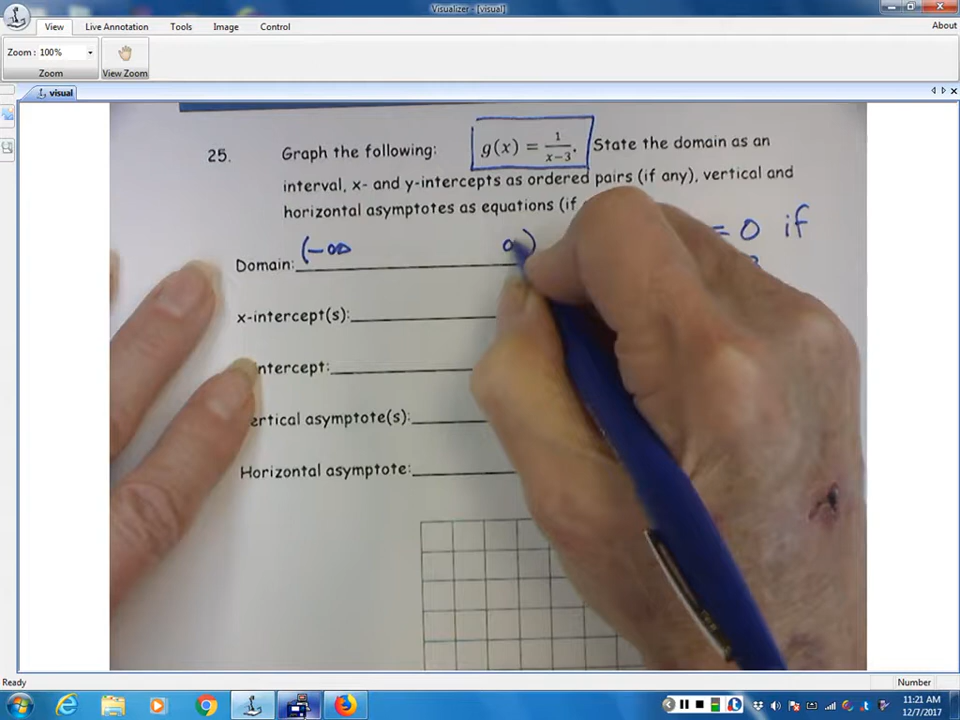 Visualizer - [visual]
View Live Annotation Tools Image Control About
Zoom : 100%
Zoom View Zoom
visual
25. Graph the following: g(x) = 1/(x−3). State the domain as an
interval, x- and y-intercepts as ordered pairs (if any), vertical and
horizontal asymptotes as equations (if
= 0 if
Domain: (-∞ ∞)
x-intercept(s):
intercept:
ertical asymptote(s):
Horizontal asymptote:
Ready Number
11:21 AM
12/7/2017